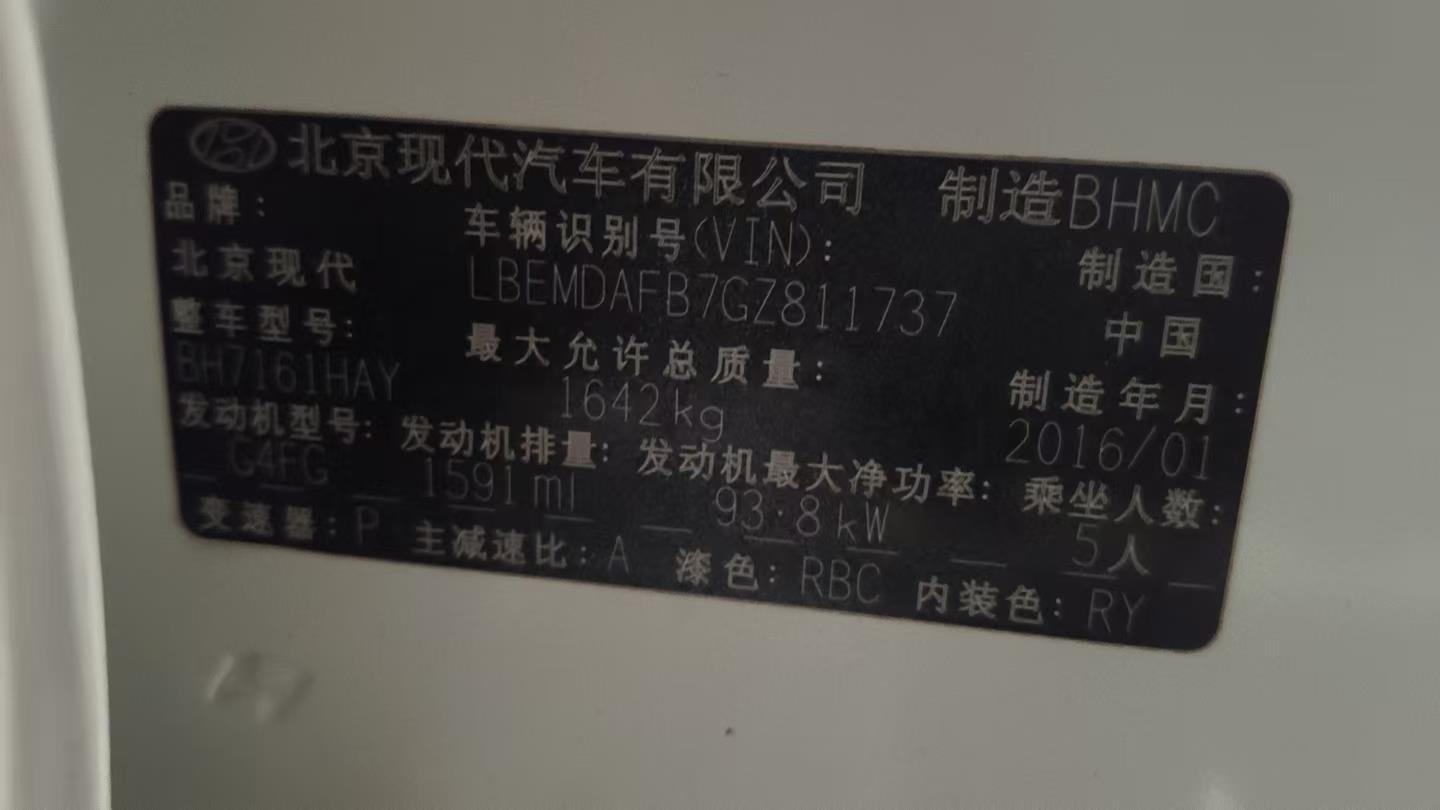 北京现代汽车有限公司 制造BHMC
品牌: 车辆识别号(VIN): 制造国:
北京现代 LBEMDAFB7GZ811737 中国
整车型号: 最大允许总质量: 制造年月:
BH7161HAY 1642kg 2016/01
发动机型号: 发动机排量: 发动机最大净功率: 乘坐人数:
G4FG 1591ml 93.8kW 5人
变速器:P 主减速比:A 漆色:RBC 内装色:RY